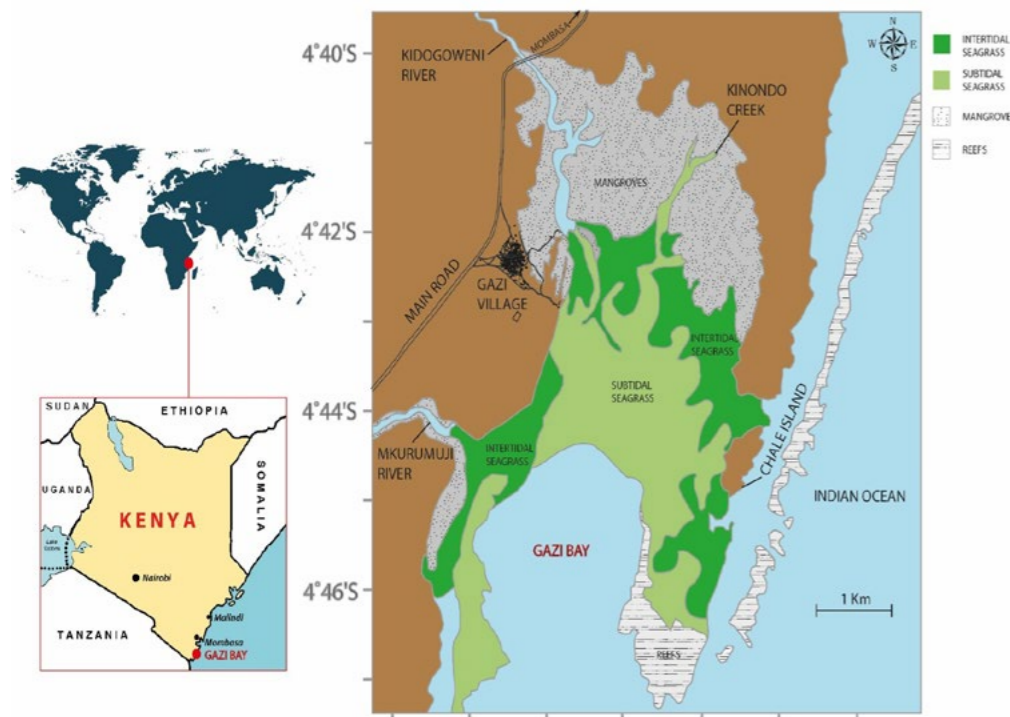 SUDAN
ETHIOPIA
UGANDA
SOMALIA
KENYA
Nairobi
Malindi
Mombasa
TANZANIA
GAZI BAY
4°40'S
4°42'S
4°44'S
4°46'S
KIDOGOWENI
RIVER
MOMBASA
KINONDO
CREEK
MANGROVES
MAIN ROAD
GAZI
VILLAGE
INTERTIDAL
SEAGRASS
SUBTIDAL
SEAGRASS
MKURUMUJI
RIVER
INTERTIDAL
SEAGRASS
CHALE ISLAND
INDIAN OCEAN
GAZI BAY
1 Km
REEFS
N
W
E
S
INTERTIDAL
SEAGRASS
SUBTIDAL
SEAGRASS
MANGROVE
REEFS